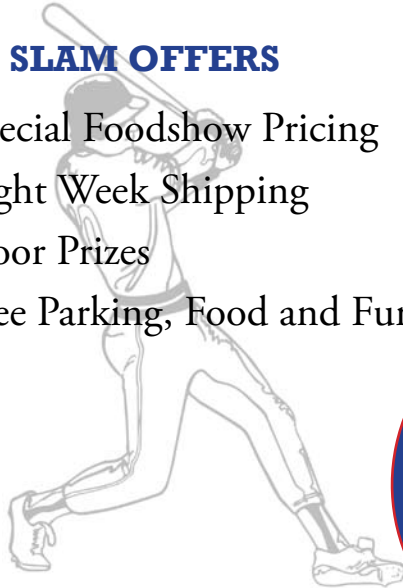 SLAM OFFERS
ecial Foodshow Pricing
ght Week Shipping
oor Prizes
ee Parking, Food and Fun